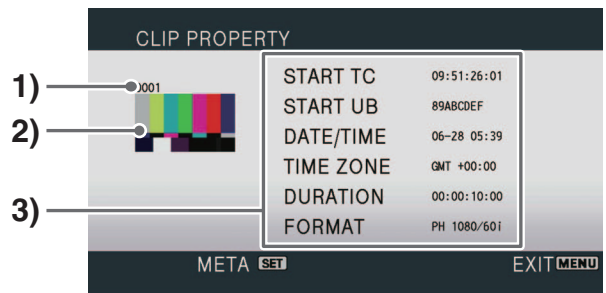 CLIP PROPERTY
1) 0001
2)
3)
START TC 09:51:26:01
START UB 89ABCDEF
DATE/TIME 06-28 05:39
TIME ZONE GMT +00:00
DURATION 00:00:10:00
FORMAT PH 1080/60i
META SET EXIT MENU